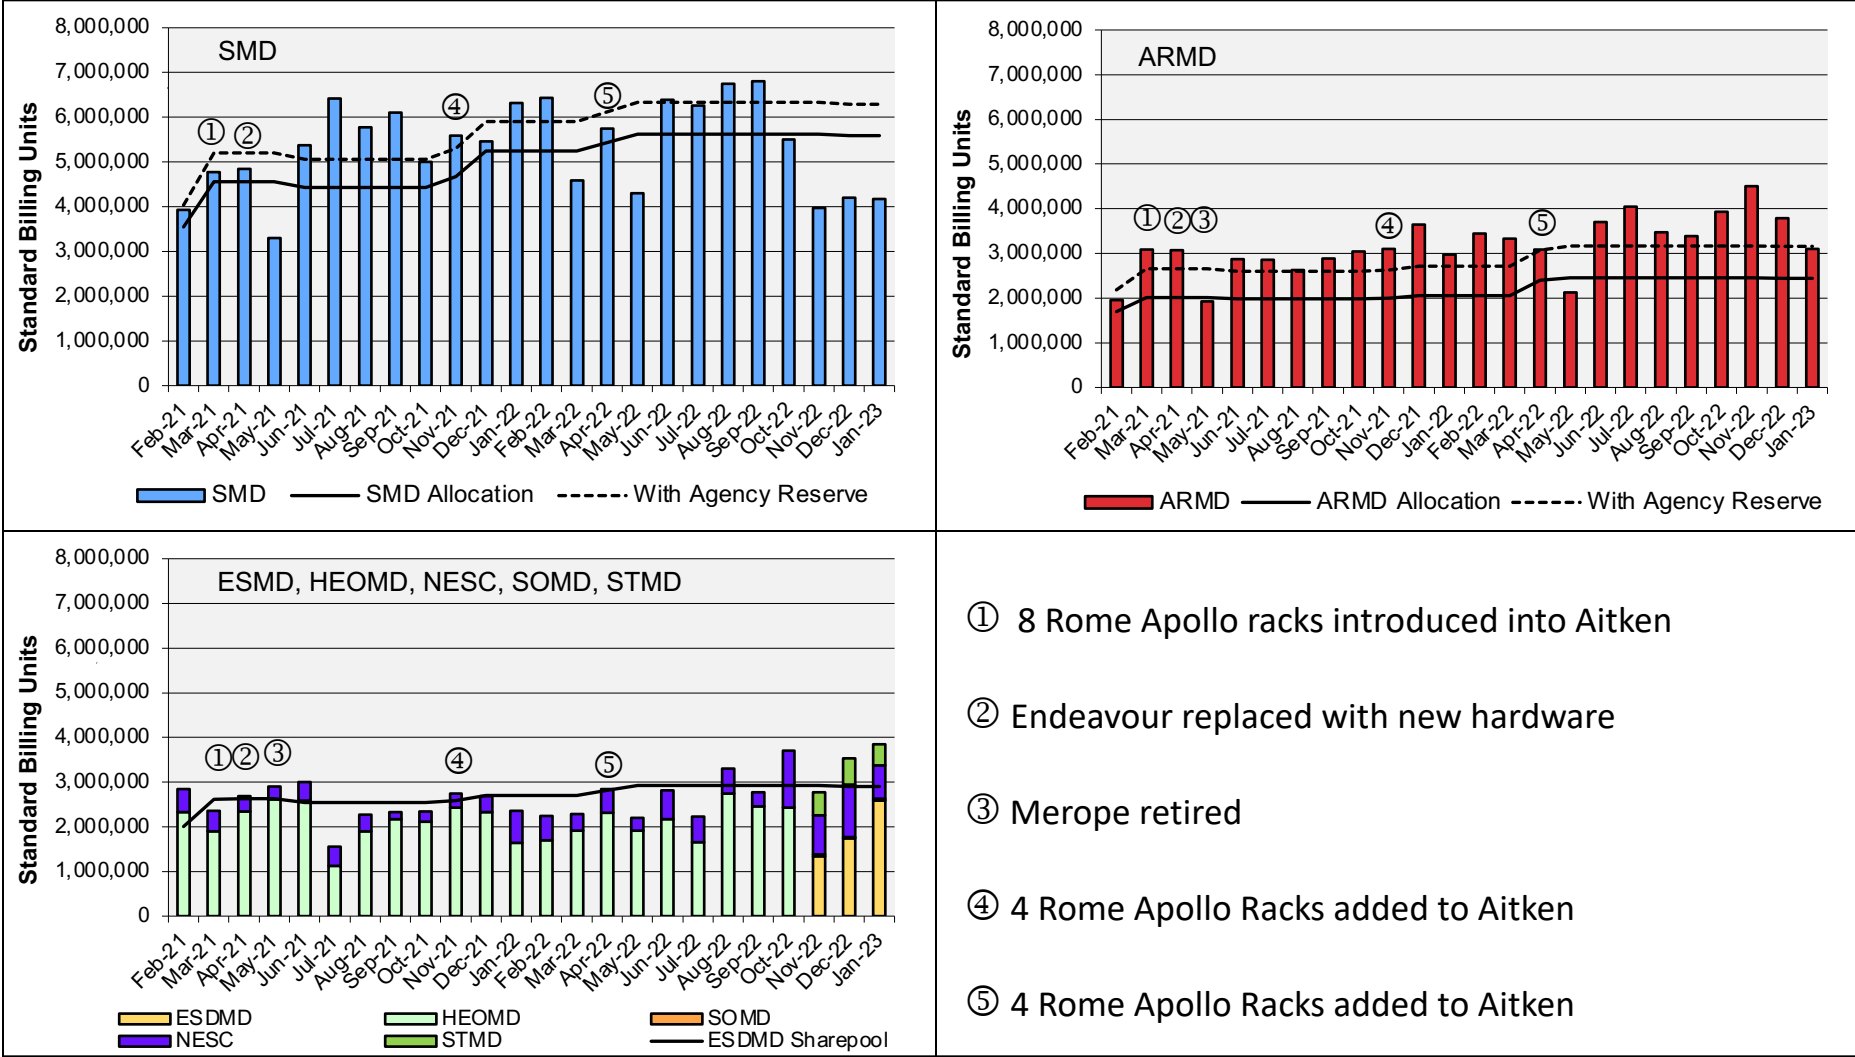 SMD
Standard Billing Units
8,000,000
7,000,000
6,000,000
5,000,000
4,000,000
3,000,000
2,000,000
1,000,000
0
① ② ④ ⑤
Feb-21 Mar-21 Apr-21 May-21 Jun-21 Jul-21 Aug-21 Sep-21 Oct-21 Nov-21 Dec-21 Jan-22 Feb-22 Mar-22 Apr-22 May-22 Jun-22 Jul-22 Aug-22 Sep-22 Oct-22 Nov-22 Dec-22 Jan-23
SMD SMD Allocation With Agency Reserve
ARMD
Standard Billing Units
8,000,000
7,000,000
6,000,000
5,000,000
4,000,000
3,000,000
2,000,000
1,000,000
0
① ② ③ ④ ⑤
Feb-21 Mar-21 Apr-21 May-21 Jun-21 Jul-21 Aug-21 Sep-21 Oct-21 Nov-21 Dec-21 Jan-22 Feb-22 Mar-22 Apr-22 May-22 Jun-22 Jul-22 Aug-22 Sep-22 Oct-22 Nov-22 Dec-22 Jan-23
ARMD ARMD Allocation With Agency Reserve
ESMD, HEOMD, NESC, SOMD, STMD
Standard Billing Units
8,000,000
7,000,000
6,000,000
5,000,000
4,000,000
3,000,000
2,000,000
1,000,000
0
① ② ③ ④ ⑤
Feb-21 Mar-21 Apr-21 May-21 Jun-21 Jul-21 Aug-21 Sep-21 Oct-21 Nov-21 Dec-21 Jan-22 Feb-22 Mar-22 Apr-22 May-22 Jun-22 Jul-22 Aug-22 Sep-22 Oct-22 Nov-22 Dec-22 Jan-23
ESDMD HEOMD SOMD
NESC STMD ESDMD Sharepool
① 8 Rome Apollo racks introduced into Aitken
② Endeavour replaced with new hardware
③ Merope retired
④ 4 Rome Apollo Racks added to Aitken
⑤ 4 Rome Apollo Racks added to Aitken